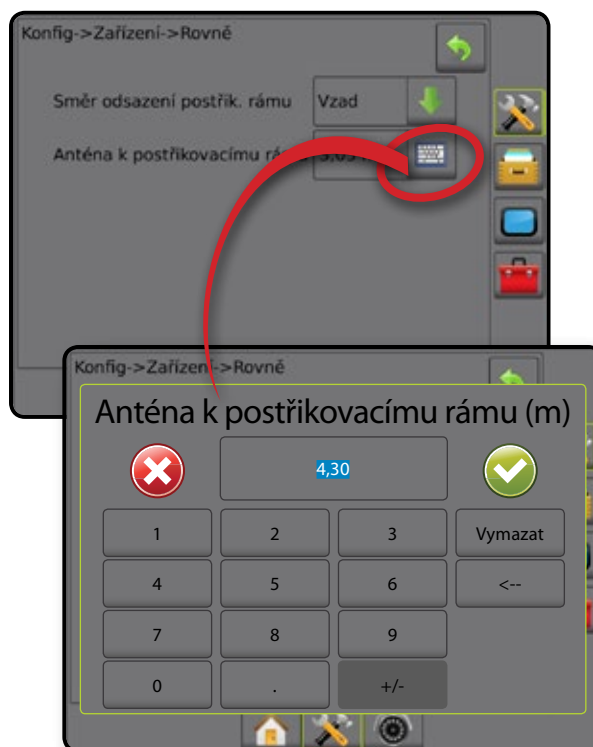 Konfig->Zařízení->Rovně
Směr odsazení postřik. rámu Vzad
Anténa k postřikovacímu
Konfig->Zařízení->Rovně
Anténa k postřikovacímu rámu (m)
4,30
1 2 3 Vymazat
4 5 6 <--
7 8 9
0 . +/-